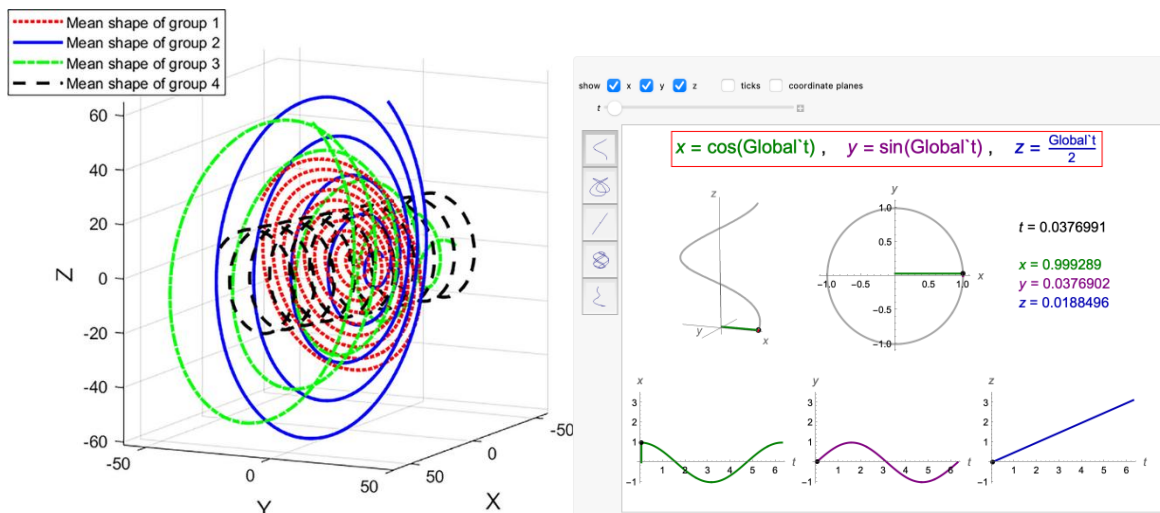 Mean shape of group 1
Mean shape of group 2
Mean shape of group 3
Mean shape of group 4
60
40
20
0
-20
-40
-60
Z
-50
0
50
Y
50
0
-50
X
show x y z ticks coordinate planes
t
x = cos(Global`t) , y = sin(Global`t) , z = Global`t/2
z
y
x
y
1.0
0.5
−1.0 −0.5 0.5 1.0 x
−0.5
−1.0
t = 0.0376991
x = 0.999289
y = 0.0376902
z = 0.0188496
x
3
2
1
−1
1 2 3 4 5 6 t
y
3
2
1
−1
1 2 3 4 5 6 t
z
3
2
1
−1
1 2 3 4 5 6 t